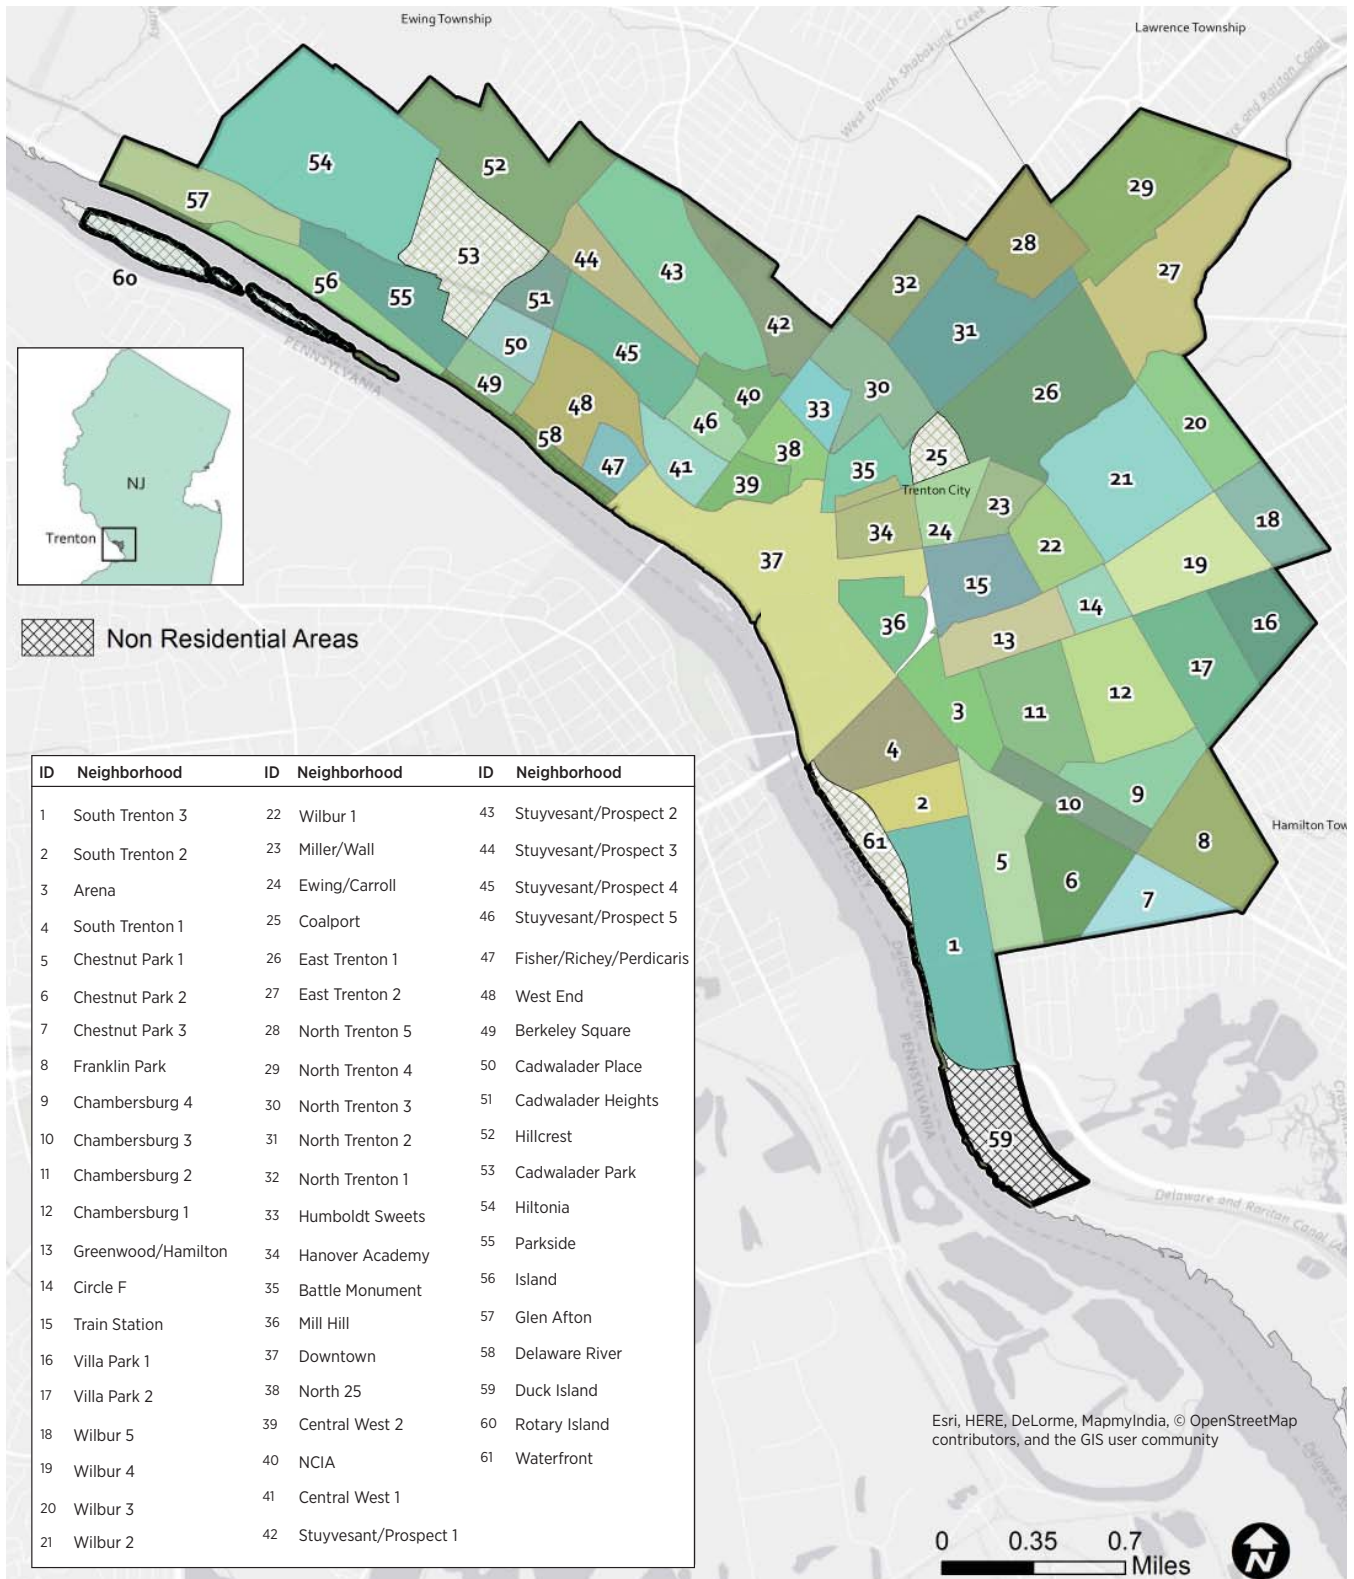 Ewing Township
Lawrence Township
West Branch Shabakunk Creek
Delaware and Raritan Canal
29
54
52
57
28
27
53
44
43
32
60
56
55
51
42
31
50
45
30
26
49
40
33
48
46
20
58
38
47
41
39
35
25
21
Trenton City
23
18
34
24
22
37
15
19
14
36
13
16
17
12
3
11
4
10
9
2
61
5
6
8
7
1
59
PENNSYLVANIA
NJ
Trenton
Non Residential Areas
Hamilton Tow
JERSEY
Delaware River
PENNSYLVANIA
Delaware and Raritan Canal (A
Delaware
ID Neighborhood ID Neighborhood ID Neighborhood
1 South Trenton 3 22 Wilbur 1 43 Stuyvesant/Prospect 2
2 South Trenton 2 23 Miller/Wall 44 Stuyvesant/Prospect 3
3 Arena 24 Ewing/Carroll 45 Stuyvesant/Prospect 4
4 South Trenton 1 25 Coalport 46 Stuyvesant/Prospect 5
5 Chestnut Park 1 26 East Trenton 1 47 Fisher/Richey/Perdicaris
6 Chestnut Park 2 27 East Trenton 2 48 West End
7 Chestnut Park 3 28 North Trenton 5 49 Berkeley Square
8 Franklin Park 29 North Trenton 4 50 Cadwalader Place
9 Chambersburg 4 30 North Trenton 3 51 Cadwalader Heights
10 Chambersburg 3 31 North Trenton 2 52 Hillcrest
11 Chambersburg 2 32 North Trenton 1 53 Cadwalader Park
12 Chambersburg 1 33 Humboldt Sweets 54 Hiltonia
13 Greenwood/Hamilton 34 Hanover Academy 55 Parkside
14 Circle F 35 Battle Monument 56 Island
15 Train Station 36 Mill Hill 57 Glen Afton
16 Villa Park 1 37 Downtown 58 Delaware River
17 Villa Park 2 38 North 25 59 Duck Island
18 Wilbur 5 39 Central West 2 60 Rotary Island
19 Wilbur 4 40 NCIA 61 Waterfront
20 Wilbur 3 41 Central West 1
21 Wilbur 2 42 Stuyvesant/Prospect 1
Esri, HERE, DeLorme, MapmyIndia, © OpenStreetMap
contributors, and the GIS user community
0 0.35 0.7
Miles
N